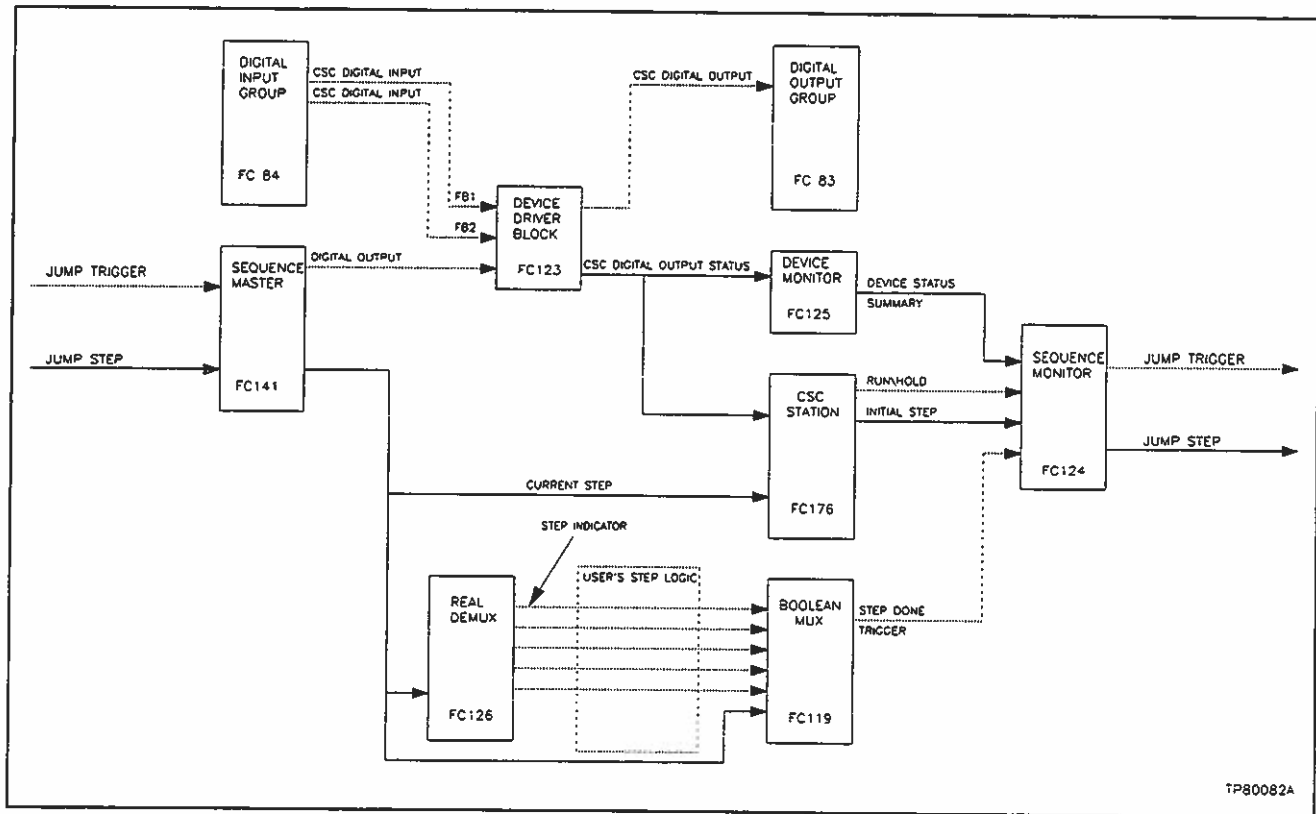 DIGITAL
INPUT
GROUP
FC 84
CSC DIGITAL INPUT
CSC DIGITAL INPUT
CSC DIGITAL OUTPUT
DIGITAL
OUTPUT
GROUP
FC 83
FB1
FB2
DEVICE
DRIVER
BLOCK
FC123
JUMP TRIGGER
JUMP STEP
SEQUENCE
MASTER
FC141
DIGITAL OUTPUT
CSC DIGITAL OUTPUT STATUS
DEVICE
MONITOR
FC125
DEVICE STATUS
SUMMARY
SEQUENCE
MONITOR
FC124
JUMP TRIGGER
JUMP STEP
CSC
STATION
FC176
RUN\HOLD
INITIAL STEP
CURRENT STEP
STEP INDICATOR
REAL
DEMUX
FC126
USER'S STEP LOGIC
BOOLEAN
MUX
FC119
STEP DONE
TRIGGER
TP80082A